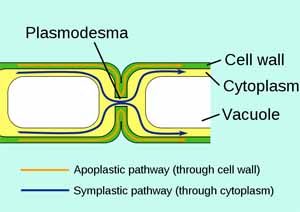 Plasmodesma
Cell wall
Cytoplasm
Vacuole
Apoplastic pathway (through cell wall)
Symplastic pathway (through cytoplasm)